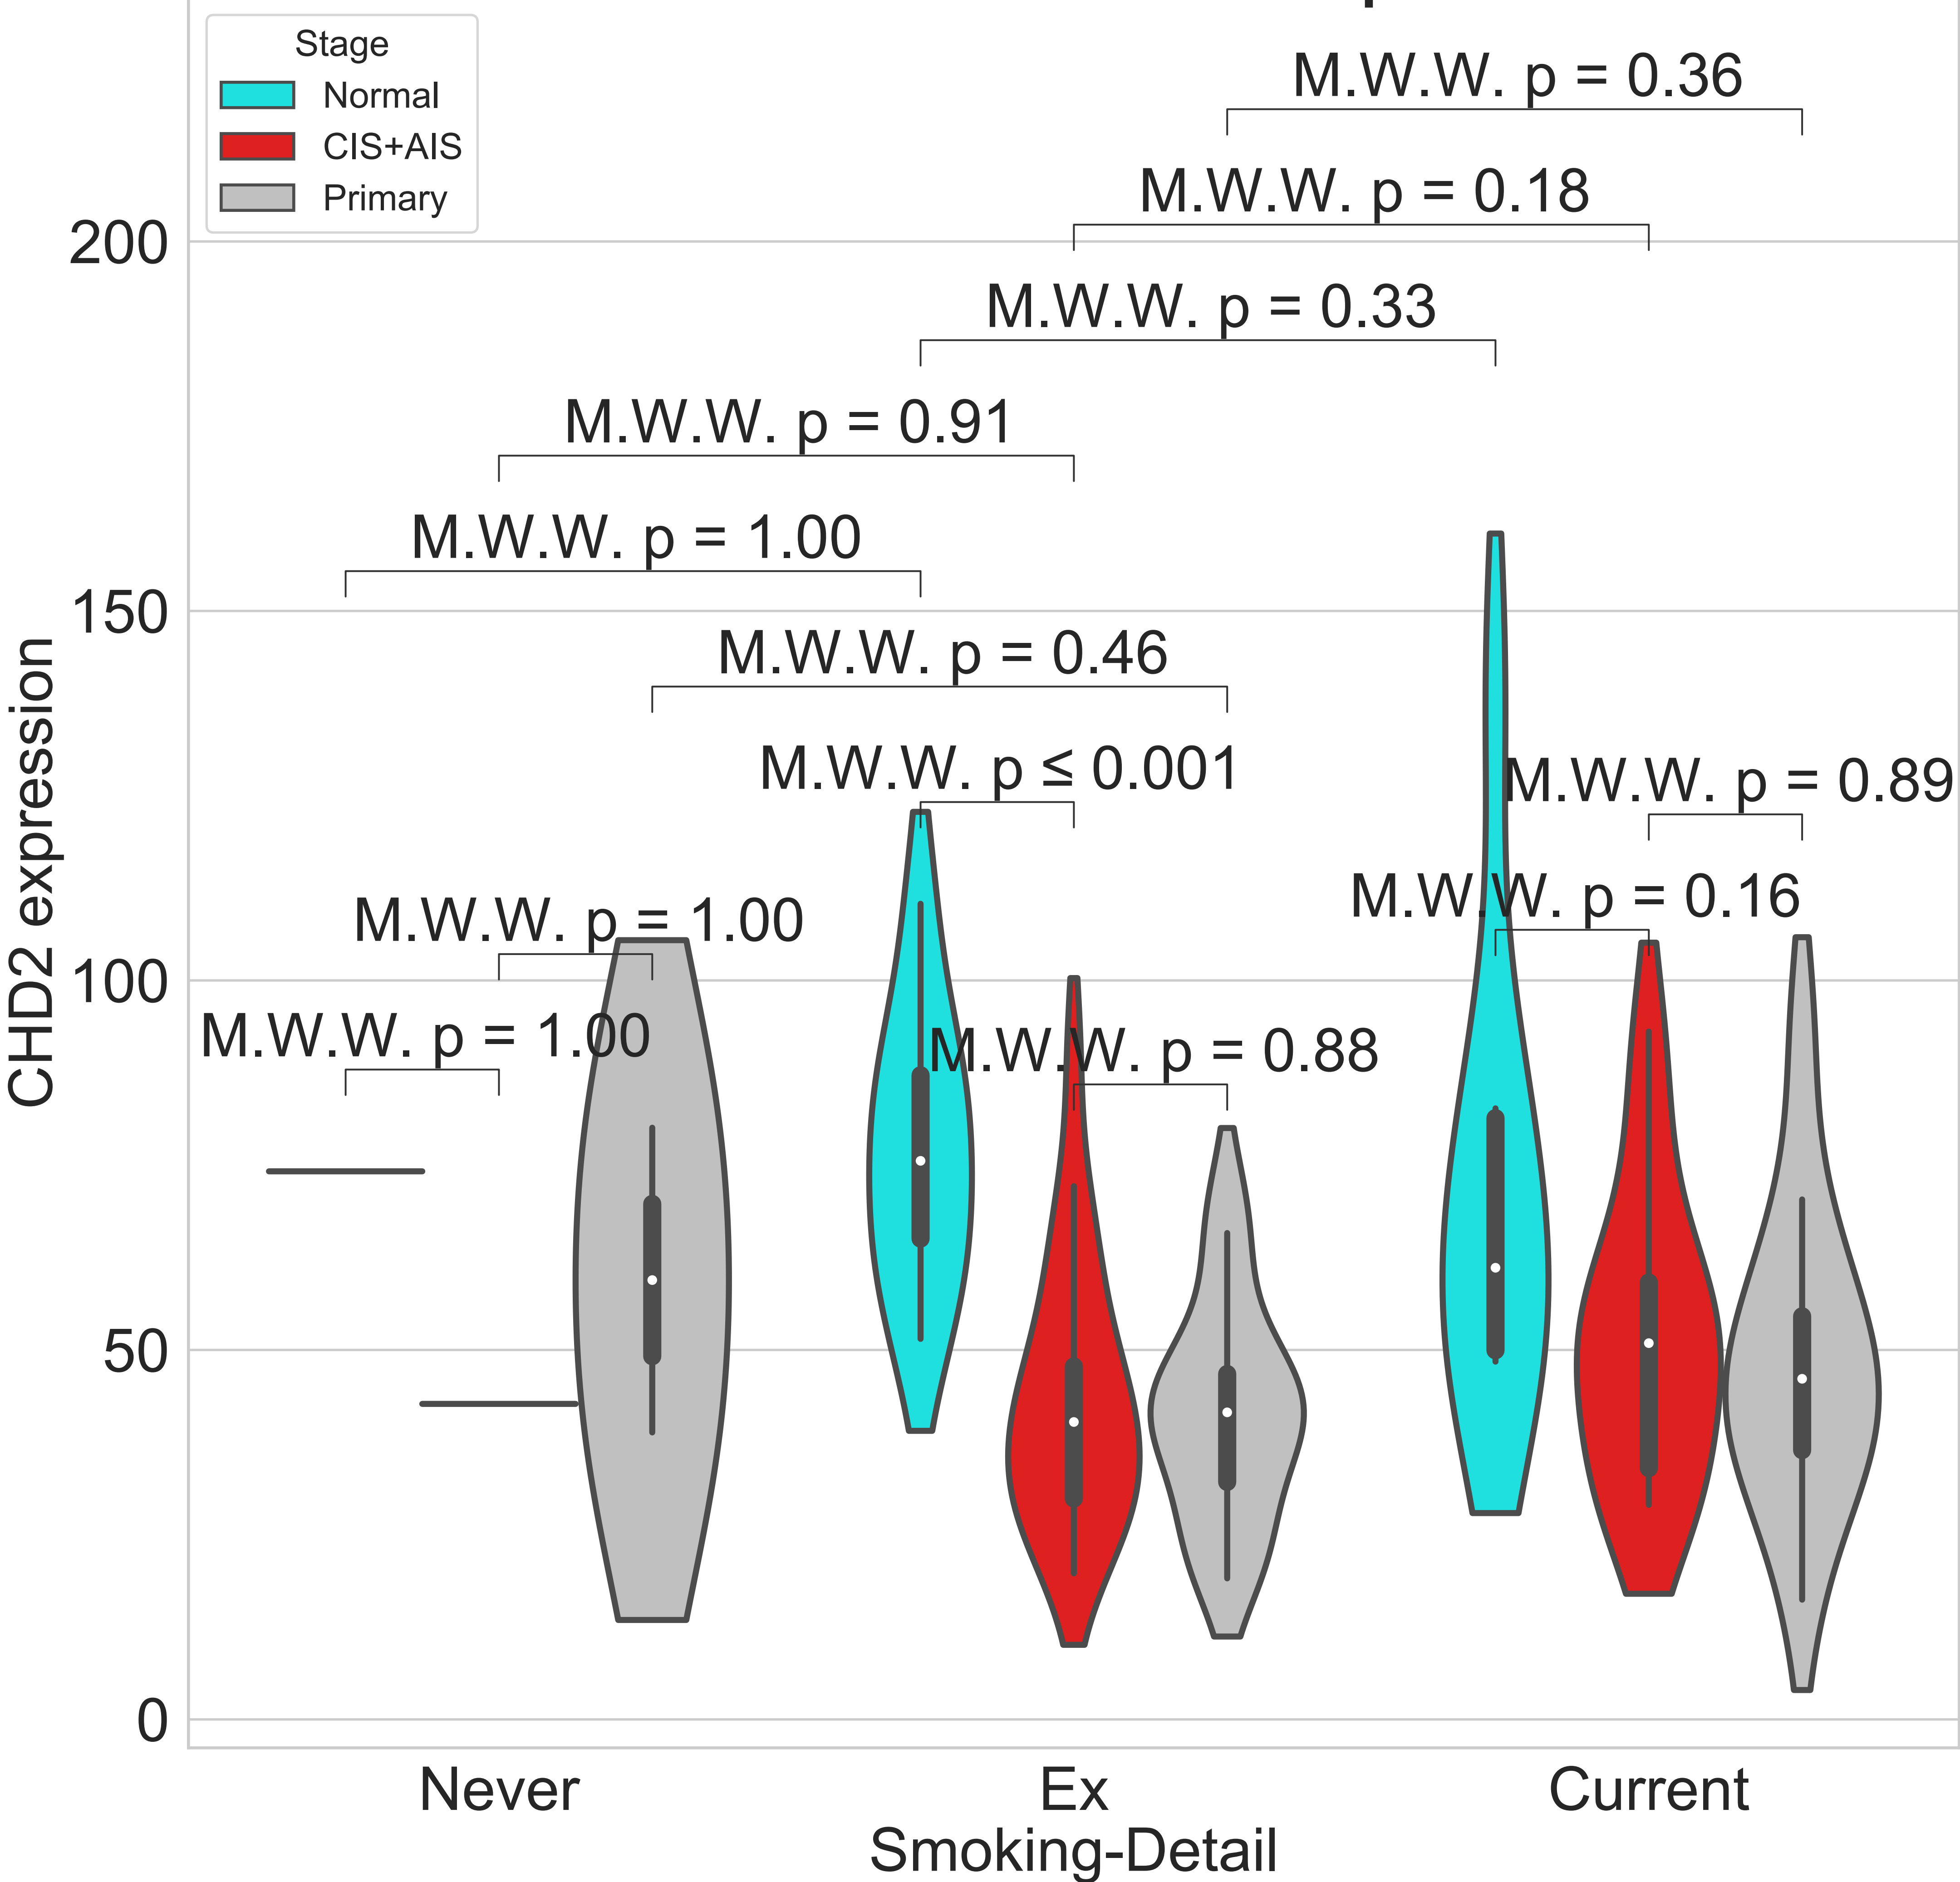 Stage
Normal
CIS+AIS
Primary
M.W.W. p = 0.36
M.W.W. p = 0.18
M.W.W. p = 0.33
M.W.W. p = 0.91
M.W.W. p = 1.00
M.W.W. p = 0.46
M.W.W. p ≤ 0.001
M.W.W. p = 0.89
M.W.W. p = 0.16
M.W.W. p = 1.00
M.W.W. p = 1.00
M.W.W. p = 0.88
200
150
100
50
0
CHD2 expression
Never
Ex
Current
Smoking-Detail